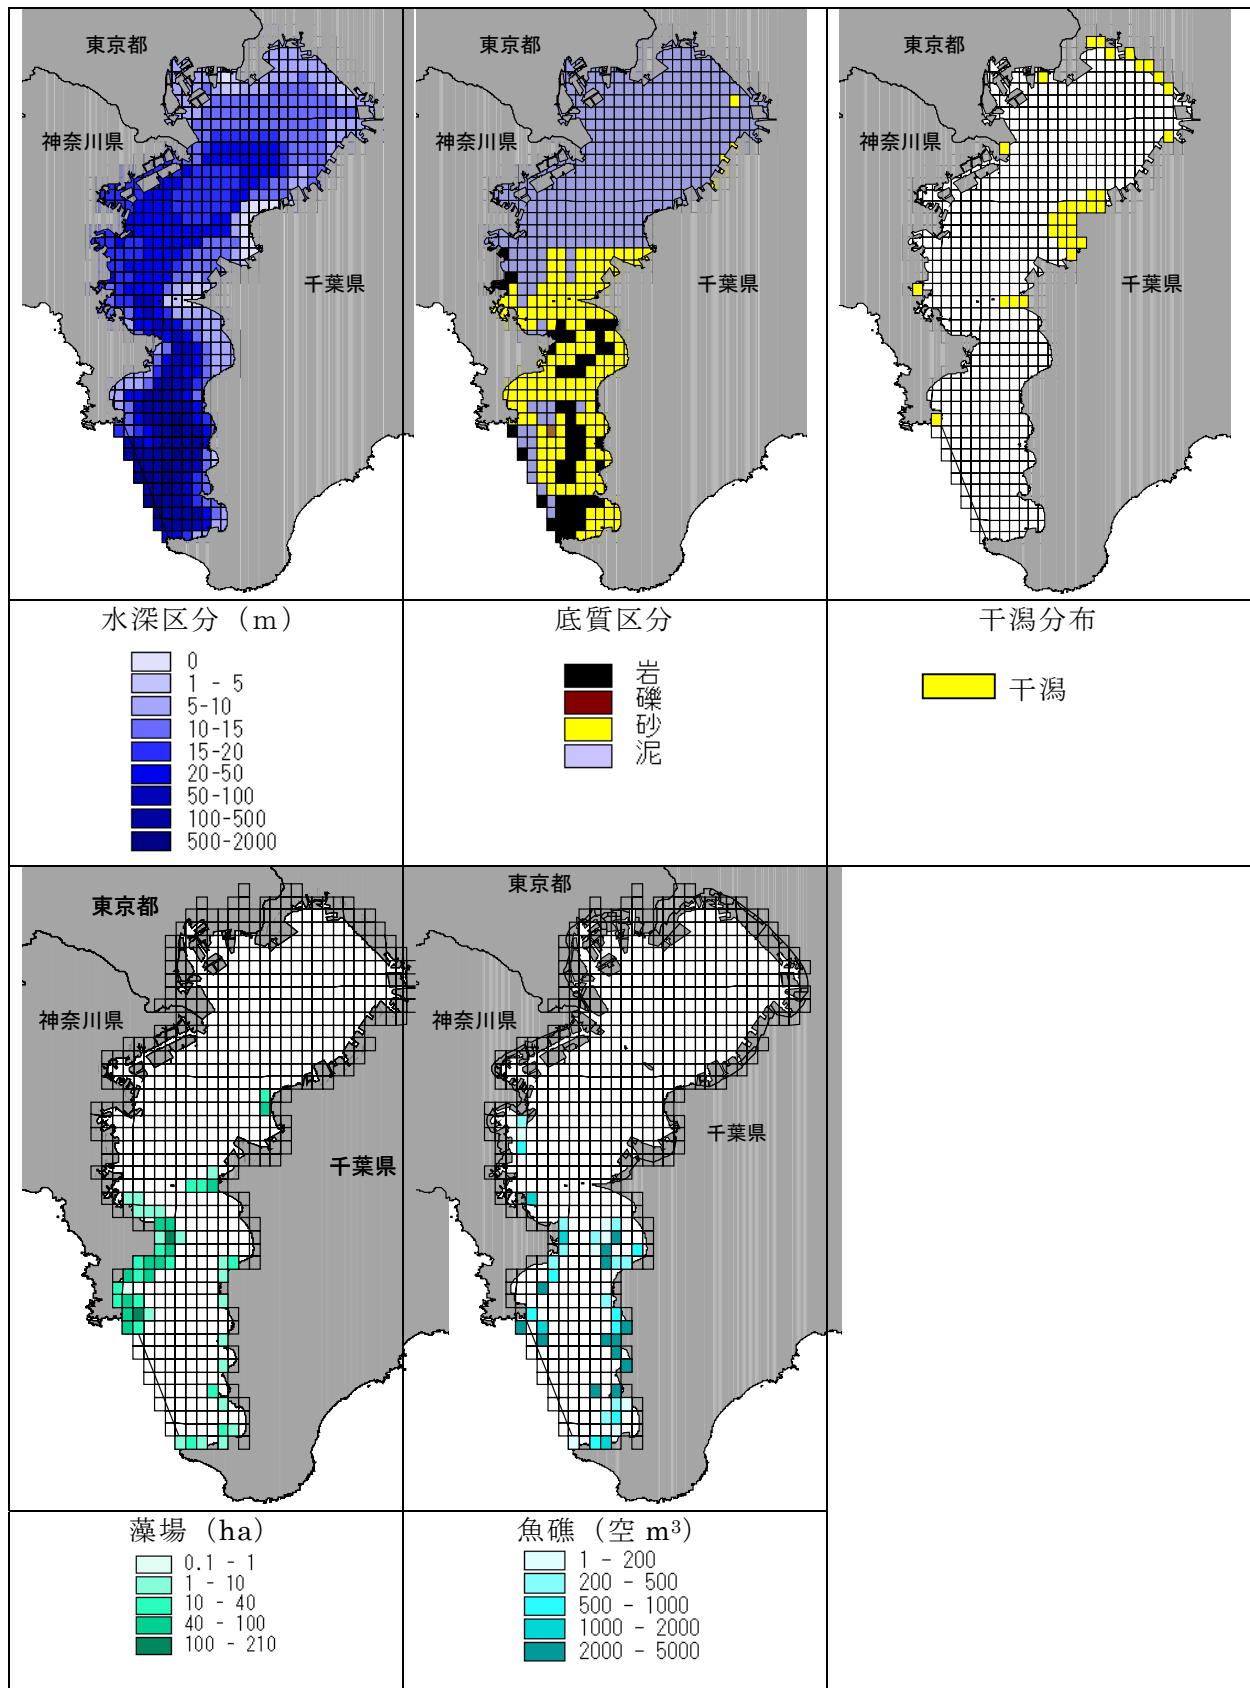 東京都
神奈川県
千葉県
水深区分（m）
0
1 - 5
5-10
10-15
15-20
20-50
50-100
100-500
500-2000
東京都
神奈川県
千葉県
底質区分
岩
礫
砂
泥
東京都
神奈川県
千葉県
干潟分布
干潟
東京都
神奈川県
千葉県
藻場（ha）
0.1 - 1
1 - 10
10 - 40
40 - 100
100 - 210
東京都
神奈川県
千葉県
魚礁（空 m³）
1 - 200
200 - 500
500 - 1000
1000 - 2000
2000 - 5000